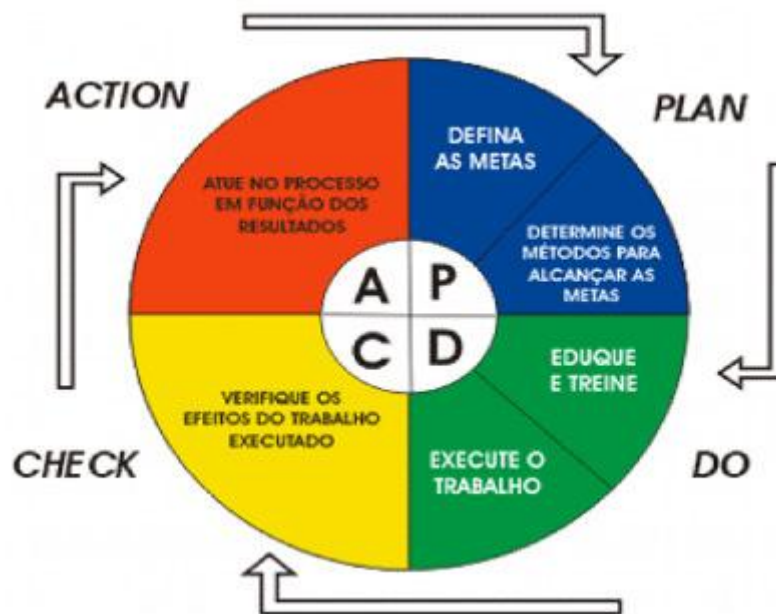 ACTION
PLAN
DEFINA
AS METAS
ATUE NO PROCESSO
EM FUNÇÃO DOS
RESULTADOS
DETERMINE OS
MÉTODOS PARA
ALCANÇAR AS
METAS
A P
C D
EDUQUE
E TREINE
VERIFIQUE OS
EFEITOS DO TRABALHO
EXECUTADO
EXECUTE O
TRABALHO
CHECK
DO